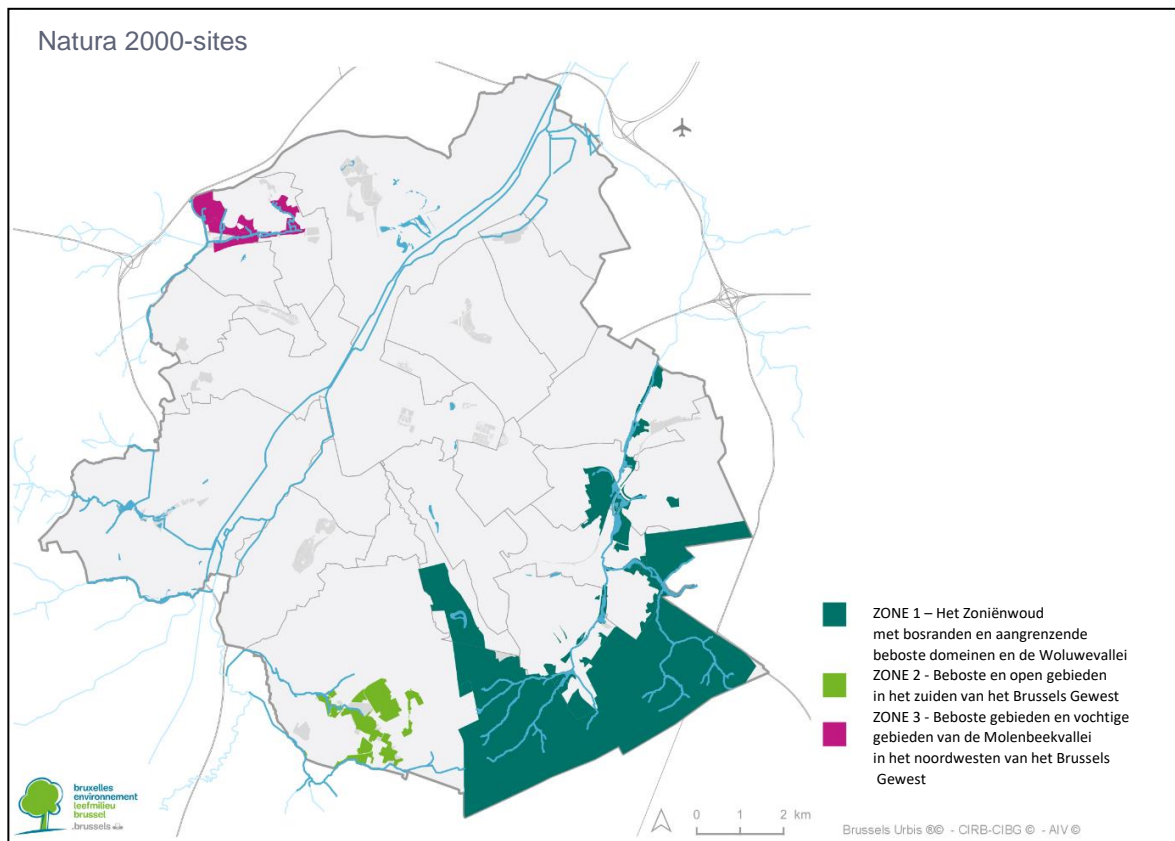 Natura 2000-sites
ZONE 1 – Het Zoniënwoud
met bosranden en aangrenzende
beboste domeinen en de Woluwevallei
ZONE 2 - Beboste en open gebieden
in het zuiden van het Brussels Gewest
ZONE 3 - Beboste gebieden en vochtige
gebieden van de Molenbeekvallei
in het noordwesten van het Brussels
Gewest
bruxelles
environnement
leefmilieu
brussel
.brussels
0 1 2 km
Brussels Urbis ®© - CIRB-CIBG © - AIV ©